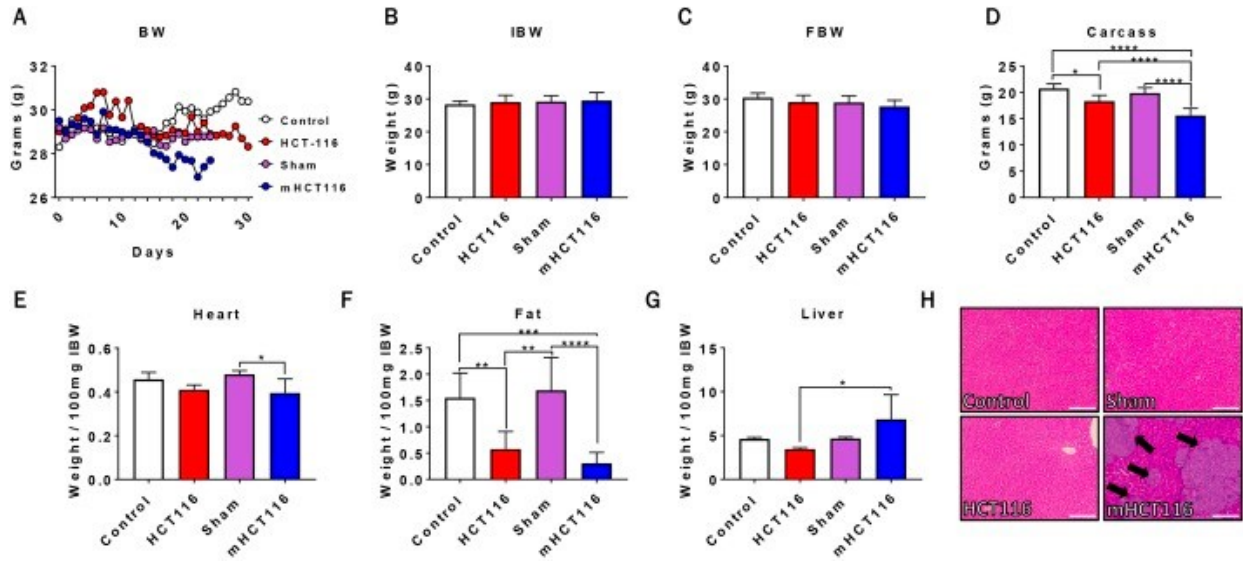 A
BW
Grams (g)
32
30
28
26
0
10
20
30
Days
Control
HCT-116
Sham
mHCT116
B
IBW
Weight (g)
40
30
20
10
0
Control
HCT116
Sham
mHCT116
C
FBW
Weight (g)
40
30
20
10
0
Control
HCT116
Sham
mHCT116
D
Carcass
Grams (g)
25
20
15
10
5
0
****
****
* ****
Control
HCT116
Sham
mHCT116
E
Heart
Weight / 100mg IBW
0.6
0.4
0.2
0.0
*
Control
HCT116
Sham
mHCT116
F
Fat
Weight / 100mg IBW
2.5
2.0
1.5
1.0
0.5
0.0
***
** ** ****
Control
HCT116
Sham
mHCT116
G
Liver
Weight / 100mg IBW
15
10
5
0
*
Control
HCT116
Sham
mHCT116
H
Control
Sham
HCT116
mHCT116